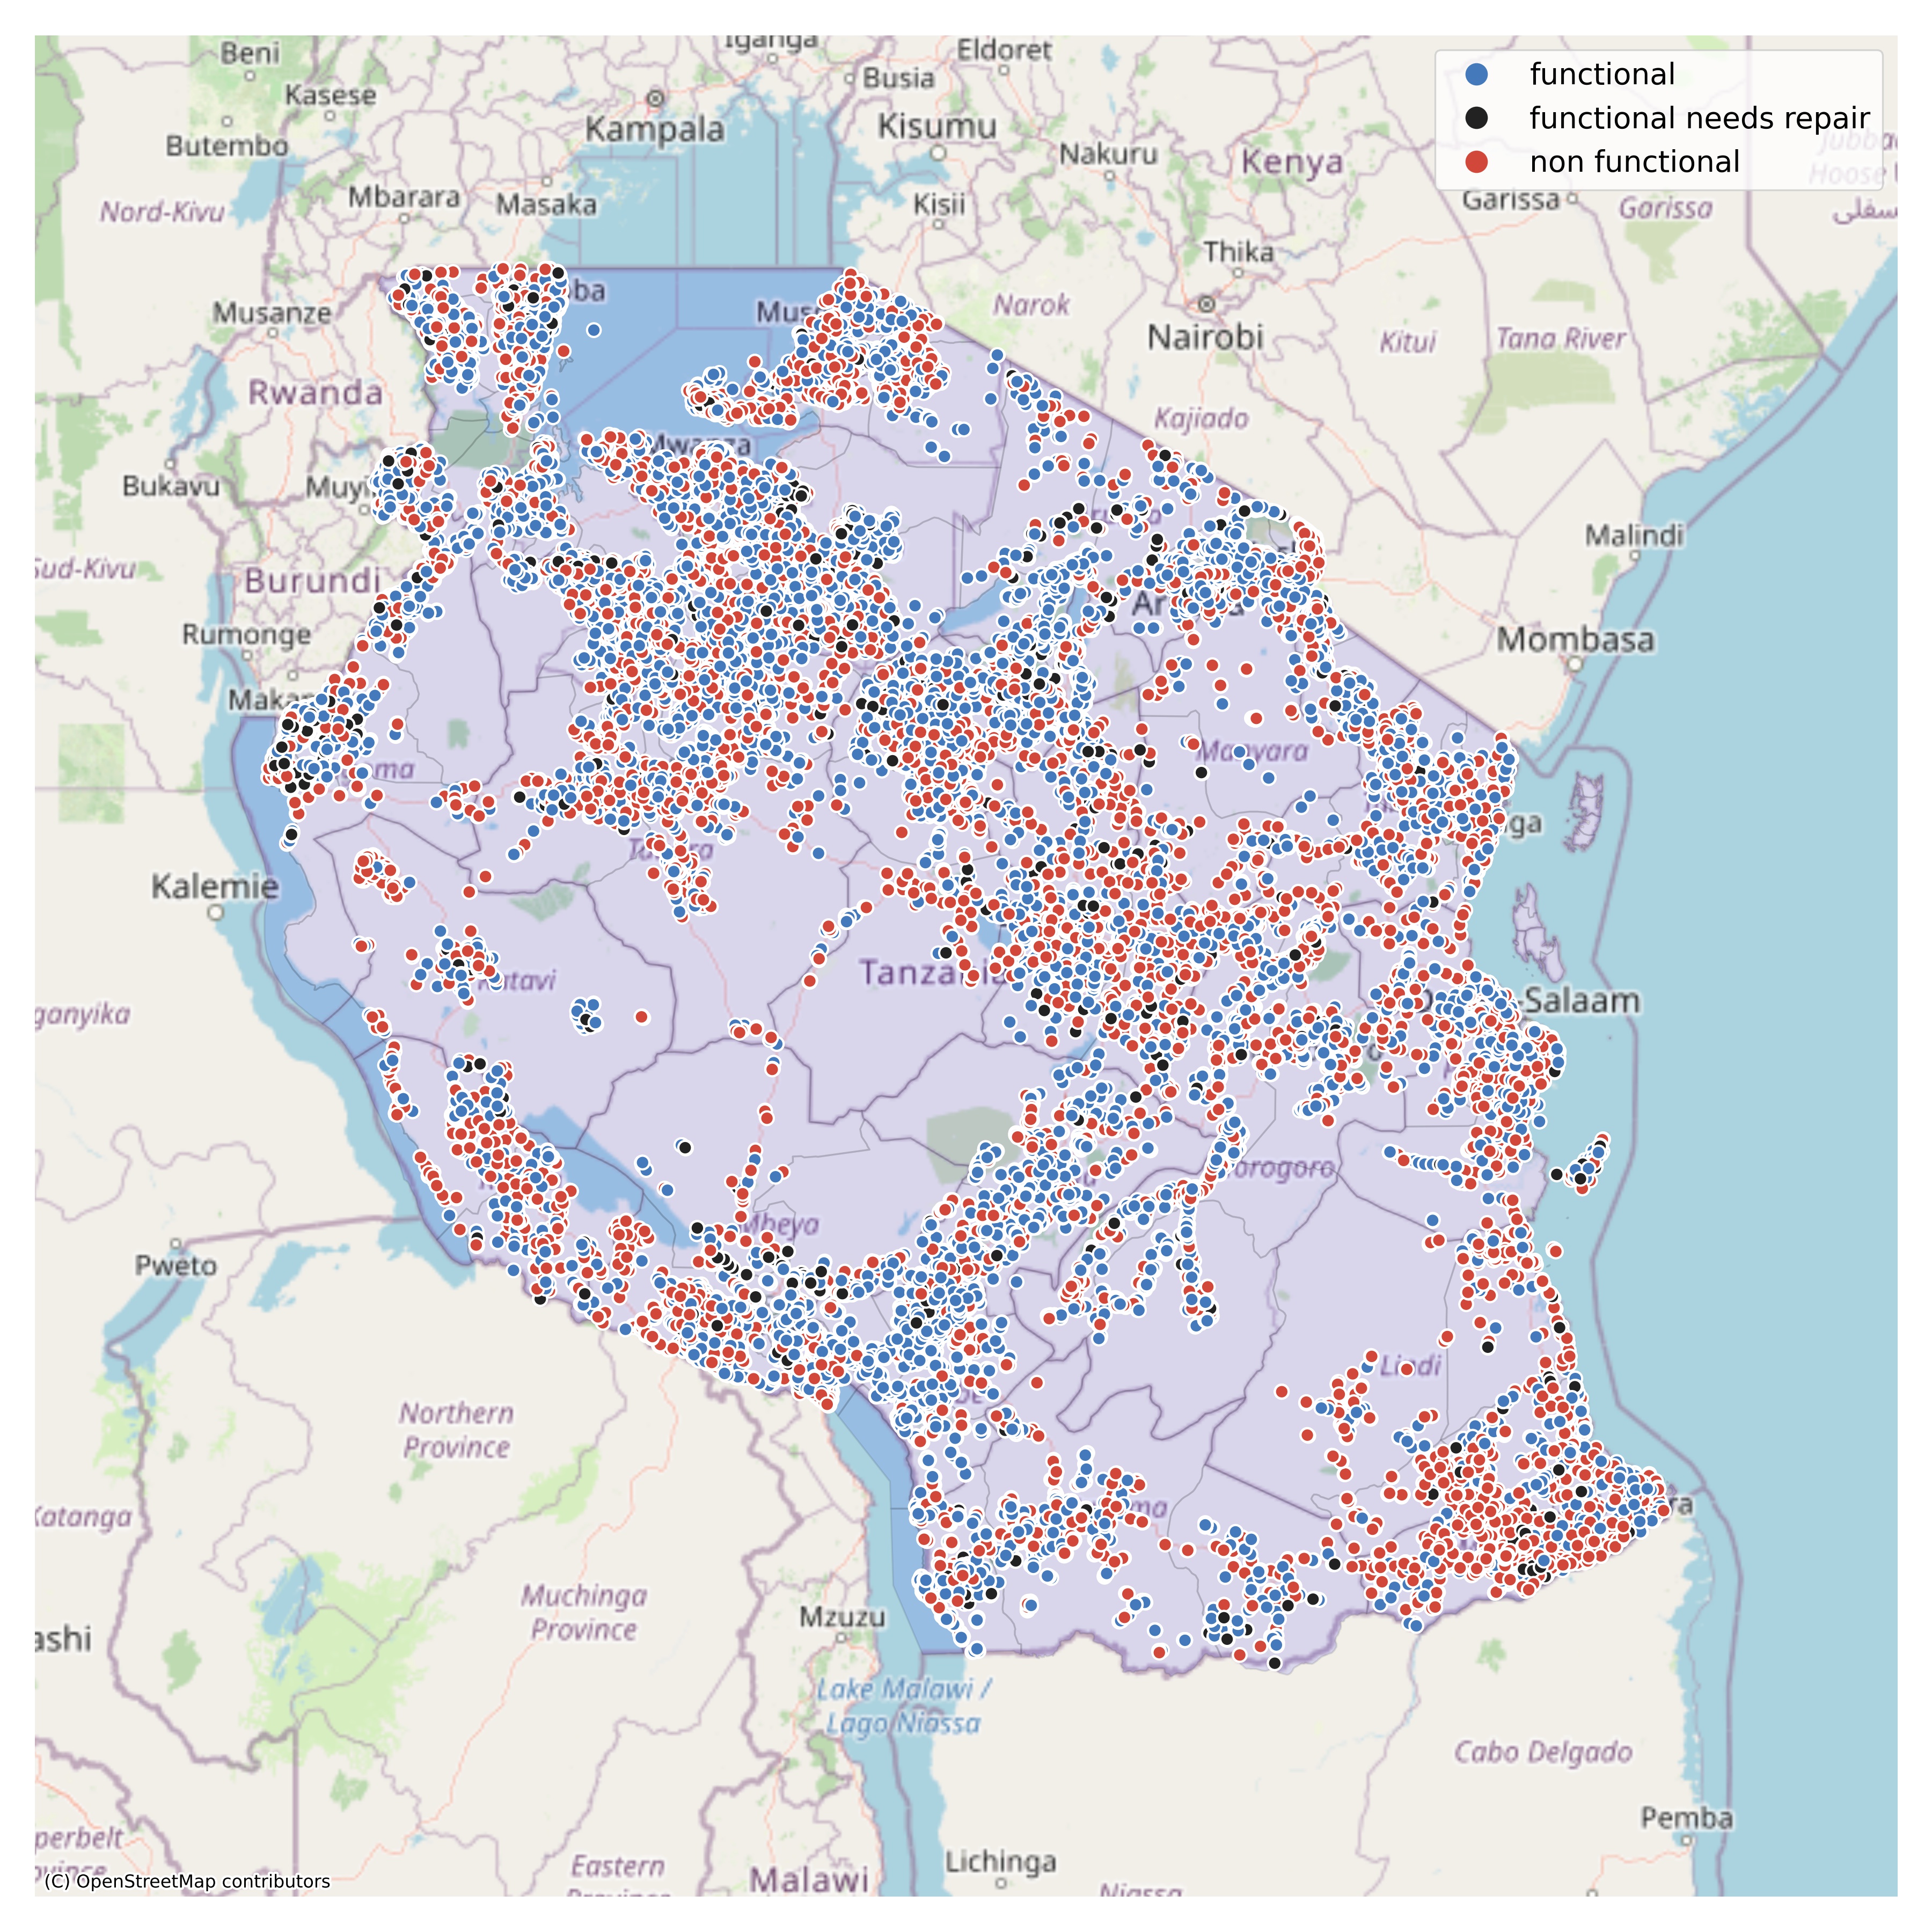 Beni
Iganga
Eldoret
Busia
functional
functional needs repair
non functional
Kasese
Kampala
Kisumu
Butembo
Nakuru
Kenya
Mbarara
Masaka
Kisii
Garissa
Garissa
Nord-Kivu
Thika
Musanze
Narok
Nairobi
Kitui
Tana River
Rwanda
Kajiado
Mwanza
Bukavu
Malindi
Sud-Kivu
Burundi
Rumonge
Mombasa
Manyara
Kalemie
Katavi
Tanzania
-Salaam
ganyika
Mbeya
Pweto
Lindi
Northern
Province
Katanga
Muchinga
Province
Mzuzu
ashi
Lake Malawi /
Lago Niassa
Cabo Delgado
Pemba
perbelt
Eastern
Malawi
Lichinga
Niassa
(C) OpenStreetMap contributors